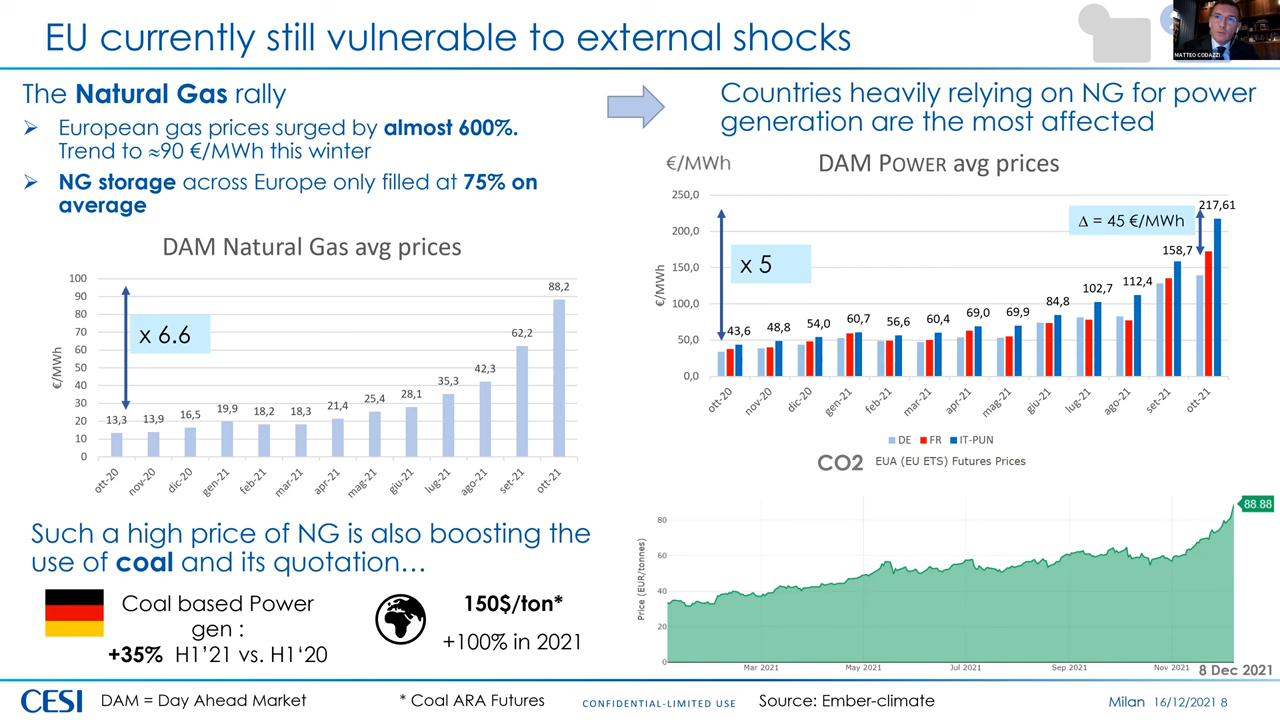 EU currently still vulnerable to external shocks
MATTEO CODAZZI
The Natural Gas rally
➢ European gas prices surged by almost 600%.
Trend to ≈90 €/MWh this winter
➢ NG storage across Europe only filled at 75% on
average
DAM Natural Gas avg prices
€/MWh
100
90
80
70
60
50
40
30
20
10
0
x 6.6
13,3
13,9
16,5
19,9
18,2
18,3
21,4
25,4
28,1
35,3
42,3
62,2
88,2
ott-20
nov-20
dic-20
gen-21
feb-21
mar-21
apr-21
mag-21
giu-21
lug-21
ago-21
set-21
ott-21
Such a high price of NG is also boosting the
use of coal and its quotation…
Coal based Power
gen :
+35% H1’21 vs. H1‘20
150$/ton*
+100% in 2021
Countries heavily relying on NG for power
generation are the most affected
€/MWh
DAM POWER avg prices
€/MWh
250,0
200,0
150,0
100,0
50,0
0,0
x 5
Δ = 45 €/MWh
43,6
48,8
54,0
60,7
56,6
60,4
69,0
69,9
84,8
102,7
112,4
158,7
217,61
ott-20
nov-20
dic-20
gen-21
feb-21
mar-21
apr-21
mag-21
giu-21
lug-21
ago-21
set-21
ott-21
DE FR IT-PUN
CO2 EUA (EU ETS) Futures Prices
Price (EUR/tonnes)
80
60
40
20
0
88.88
Mar 2021
May 2021
Jul 2021
Sep 2021
Nov 2021
8 Dec 2021
CESI DAM = Day Ahead Market * Coal ARA Futures CONFIDENTIAL-LIMITED USE Source: Ember-climate Milan 16/12/2021 8